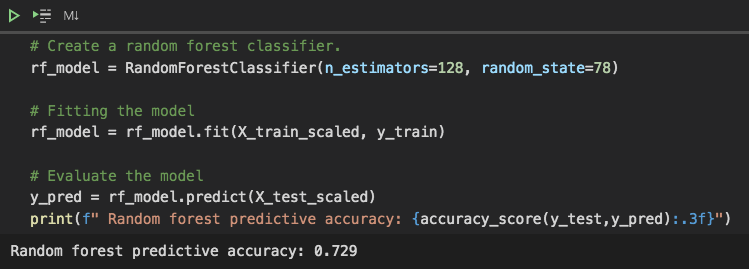 M↓
# Create a random forest classifier.
rf_model = RandomForestClassifier(n_estimators=128, random_state=78)
# Fitting the model
rf_model = rf_model.fit(X_train_scaled, y_train)
# Evaluate the model
y_pred = rf_model.predict(X_test_scaled)
print(f" Random forest predictive accuracy: {accuracy_score(y_test,y_pred):.3f}")
Random forest predictive accuracy: 0.729